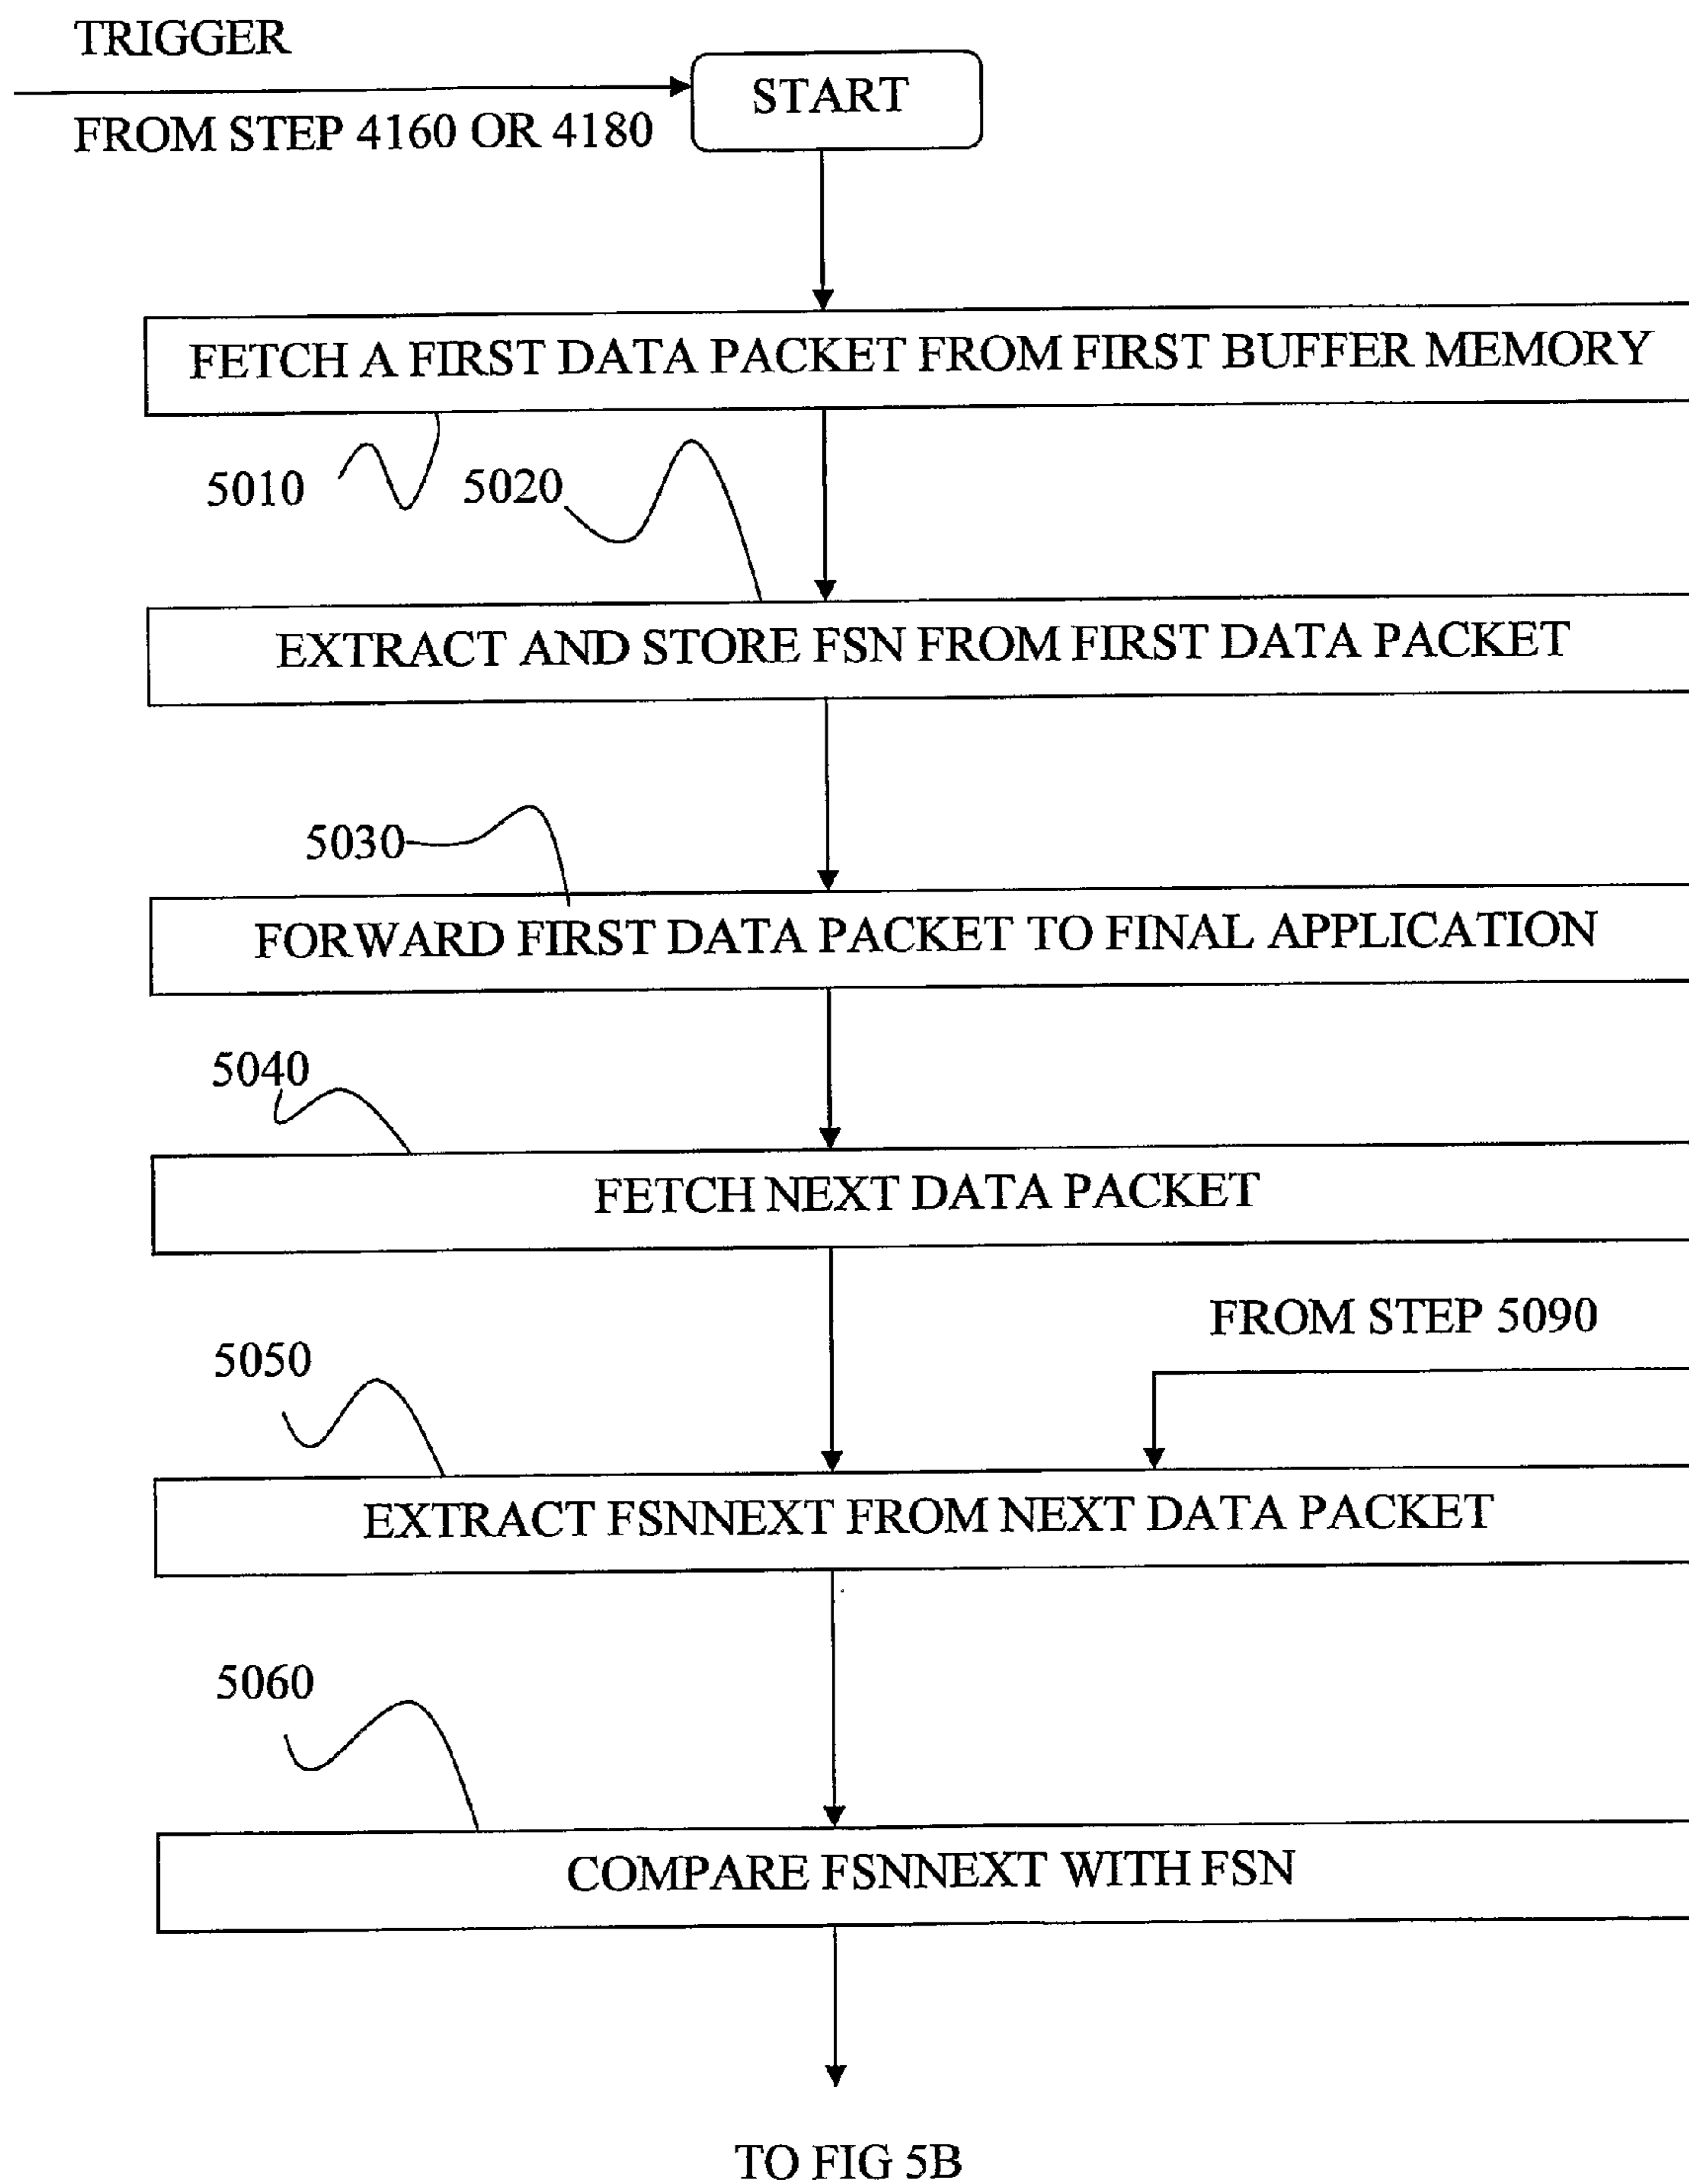 TRIGGER
START
FROM STEP 4160 OR 4180
FETCH A FIRST DATA PACKET FROM FIRST BUFFER MEMORY
5010
5020
EXTRACT AND STORE FSN FROM FIRST DATA PACKET
5030
FORWARD FIRST DATA PACKET TO FINAL APPLICATION
5040
FETCH NEXT DATA PACKET
FROM STEP 5090
5050
EXTRACT FSNNEXT FROM NEXT DATA PACKET
5060
COMPARE FSNNEXT WITH FSN
TO FIG 5B